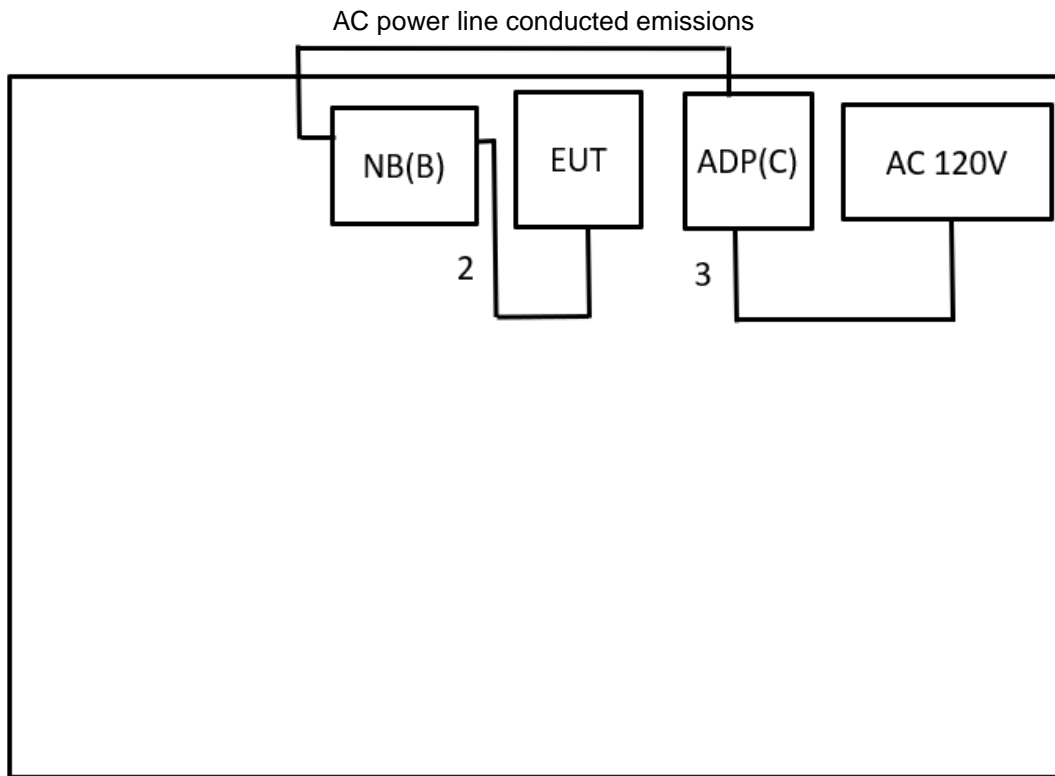 AC power line conducted emissions
NB(B)
EUT
ADP(C)
AC 120V
2
3